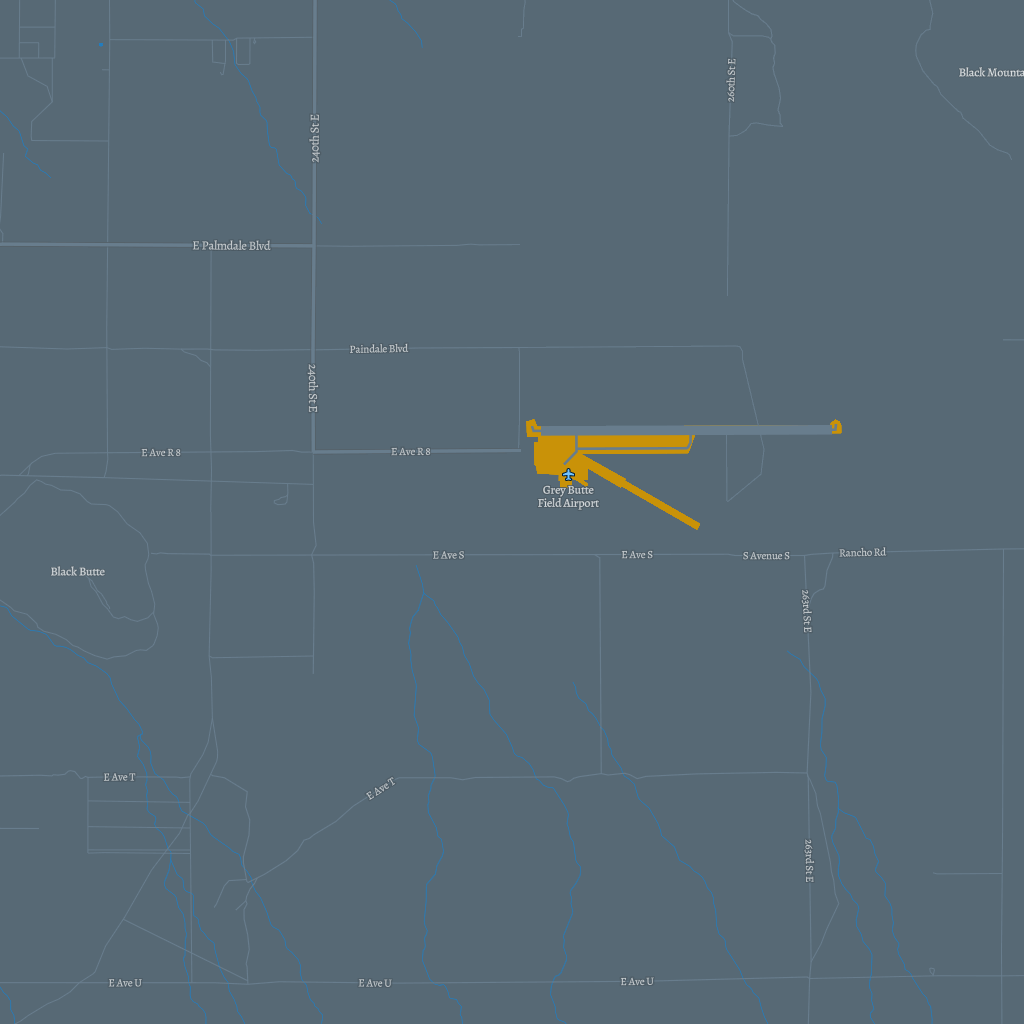 Black Mounta
260th St E
240th St E
E Palmdale Blvd
Paindale Blvd
240th St E
E Ave R 8
E Ave R 8
Grey Butte
Field Airport
E Ave S
E Ave S
S Avenue S
Rancho Rd
Black Butte
263rd St E
E Ave T
E Ave T
263rd St E
E Ave U
E Ave U
E Ave U